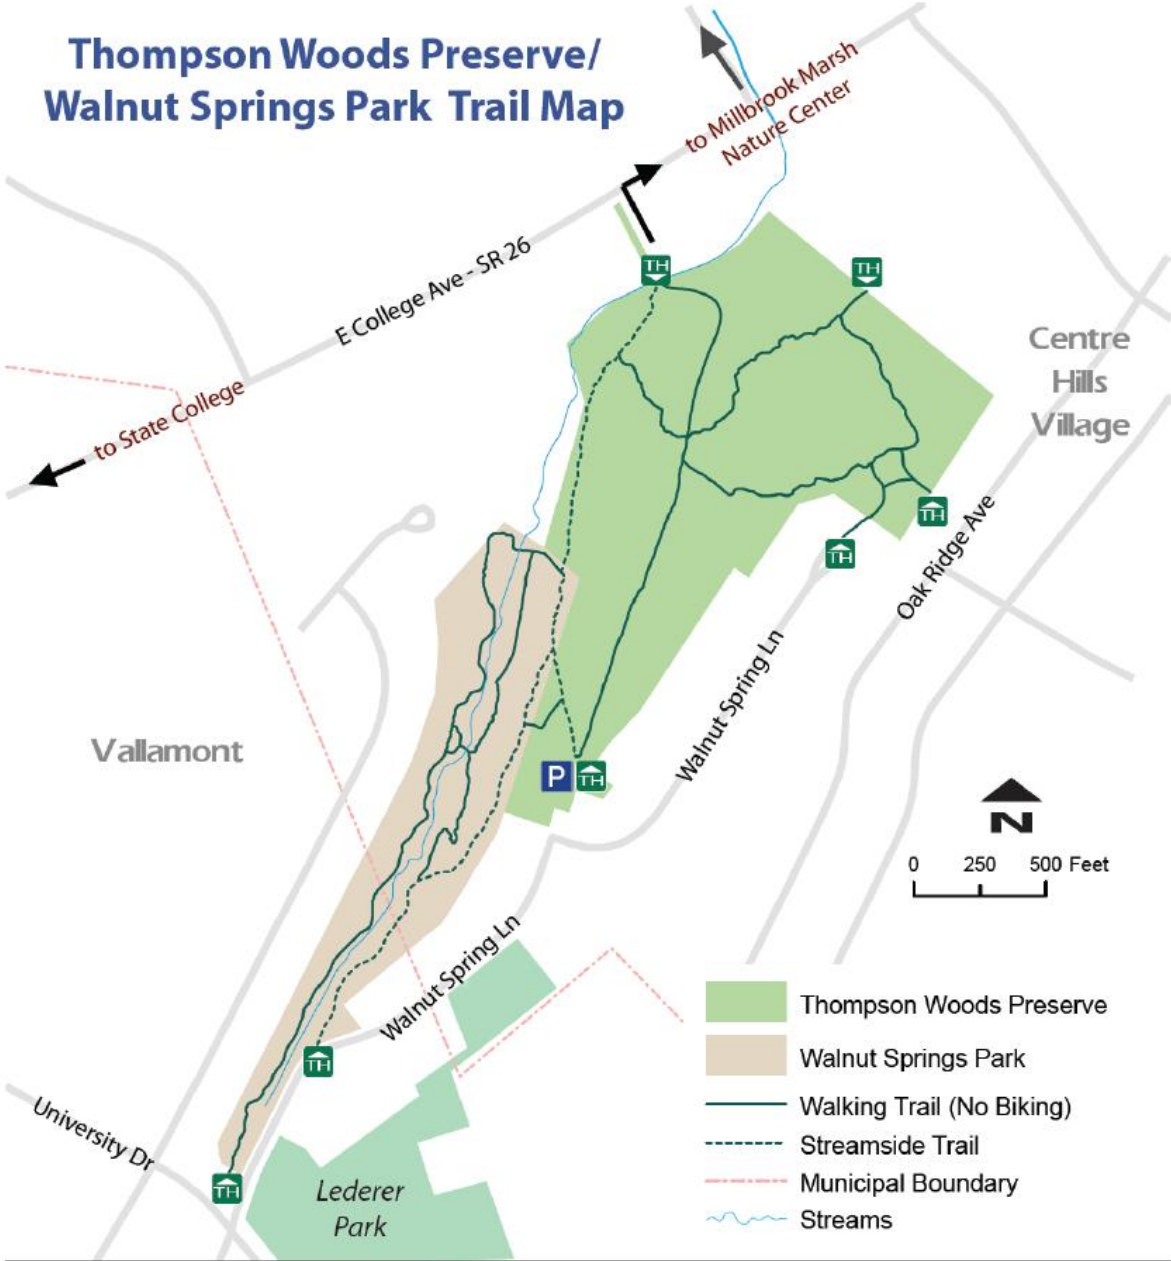 Thompson Woods Preserve/
Walnut Springs Park Trail Map
to Millbrook Marsh
Nature Center
E College Ave - SR 26
to State College
TH
TH
Centre
Hills
Village
TH
TH
Oak Ridge Ave
Walnut Spring Ln
Vallamont
P
TH
N
0 250 500 Feet
Walnut Spring Ln
TH
University Dr
TH
Lederer
Park
Thompson Woods Preserve
Walnut Springs Park
Walking Trail (No Biking)
Streamside Trail
Municipal Boundary
Streams